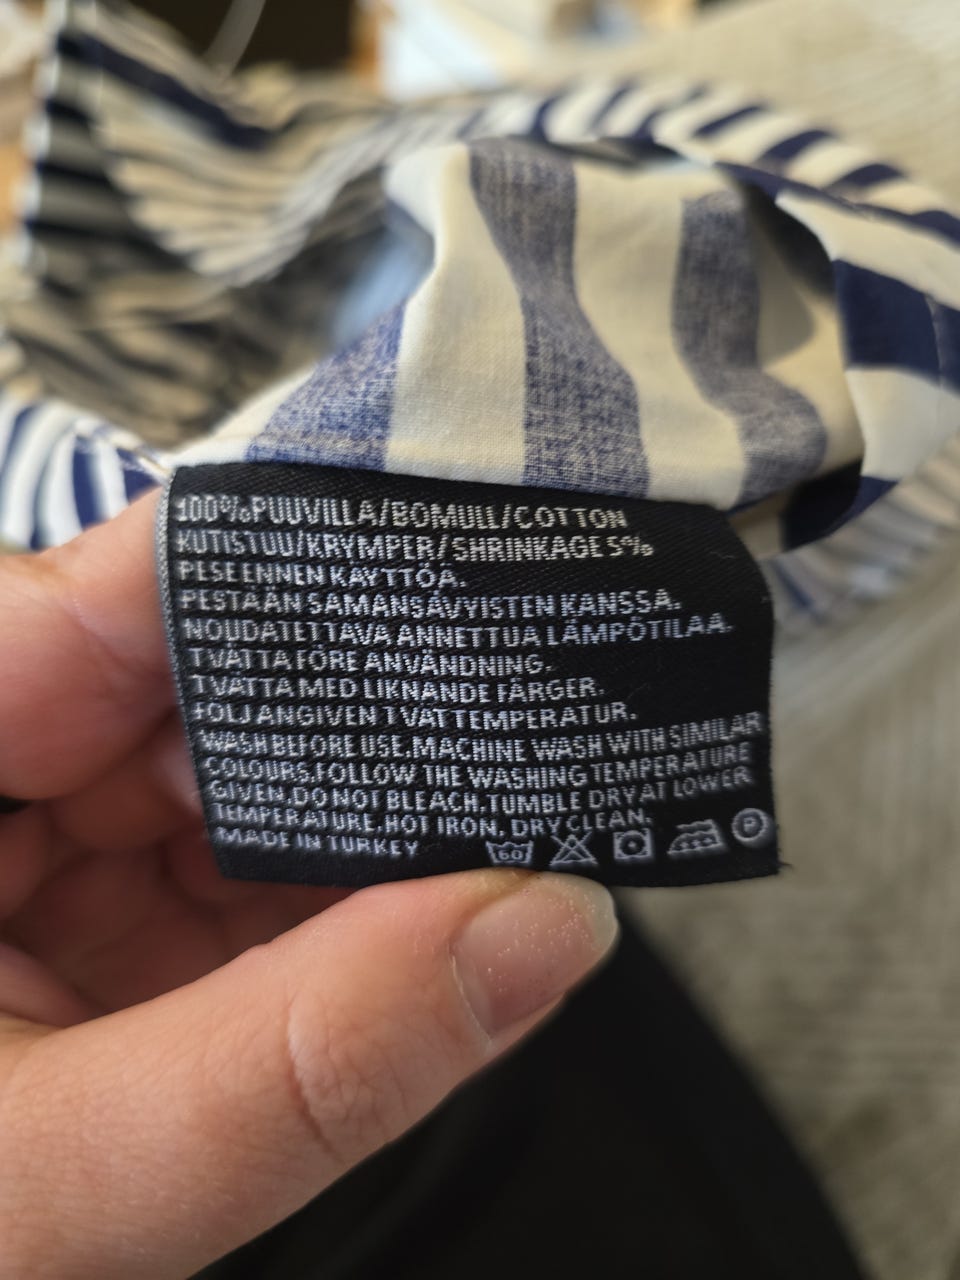 100%PUUVILLA/BOMULL/COTTON
KUTISTUU/KRYMPER/SHRINKAGE 5%
PESE ENNEN KÄYTTÖÄ.
PESTÄÄN SAMANSÄVYISTEN KANSSA.
NOUDATETTAVA ANNETTUA LÄMPÖTILAA.
TVÄTTA FÖRE ANVÄNDNING.
TVÄTTA MED LIKNANDE FÄRGER.
FÖLJ ANGIVEN TVÄTTEMPERATUR.
WASH BEFORE USE.MACHINE WASH WITH SIMILAR
COLOURS.FOLLOW THE WASHING TEMPERATURE
GIVEN.DO NOT BLEACH.TUMBLE DRY AT LOWER
TEMPERATURE.HOT IRON. DRY CLEAN.
MADE IN TURKEY 60 P